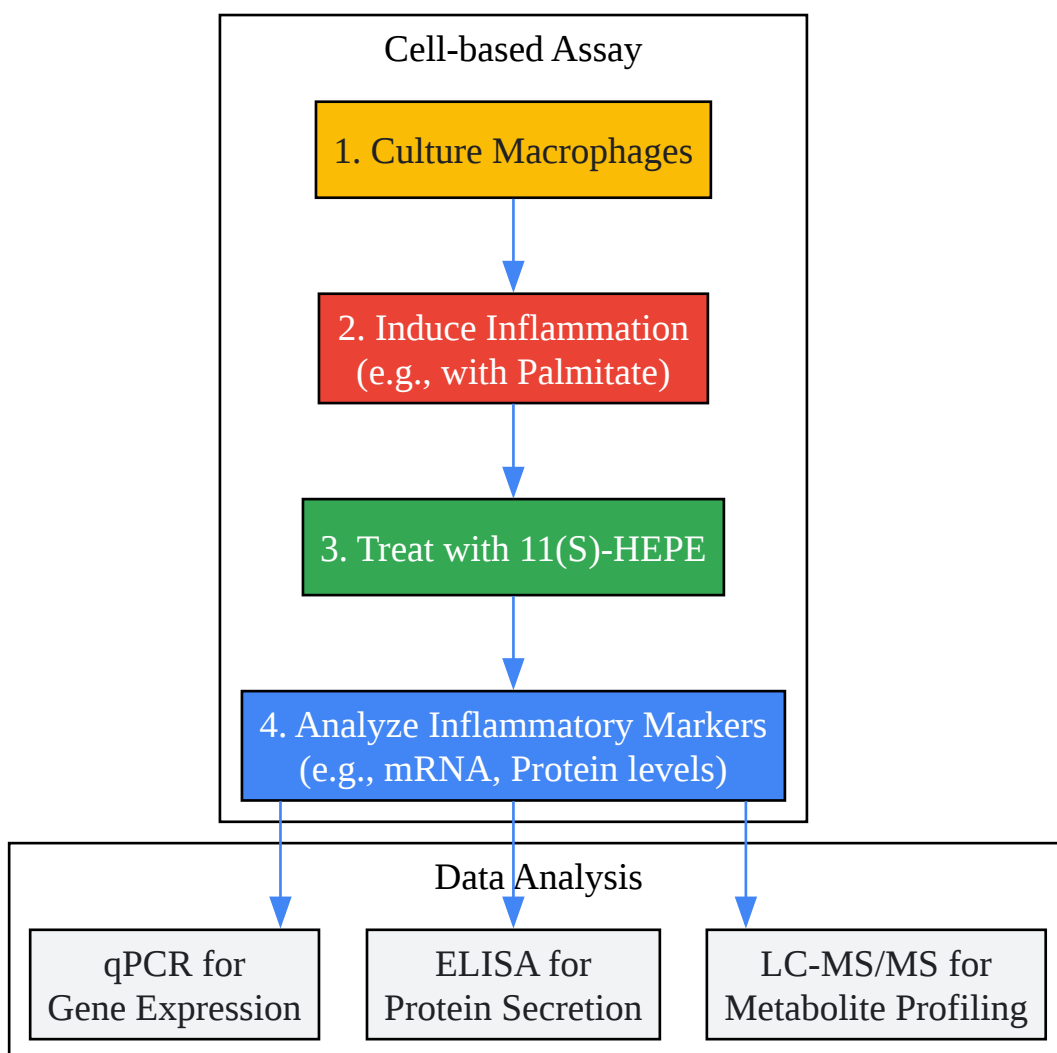 Cell-based Assay
1. Culture Macrophages
2. Induce Inflammation
(e.g., with Palmitate)
3. Treat with 11(S)-HEPE
4. Analyze Inflammatory Markers
(e.g., mRNA, Protein levels)
Data Analysis
qPCR for
Gene Expression
ELISA for
Protein Secretion
LC-MS/MS for
Metabolite Profiling